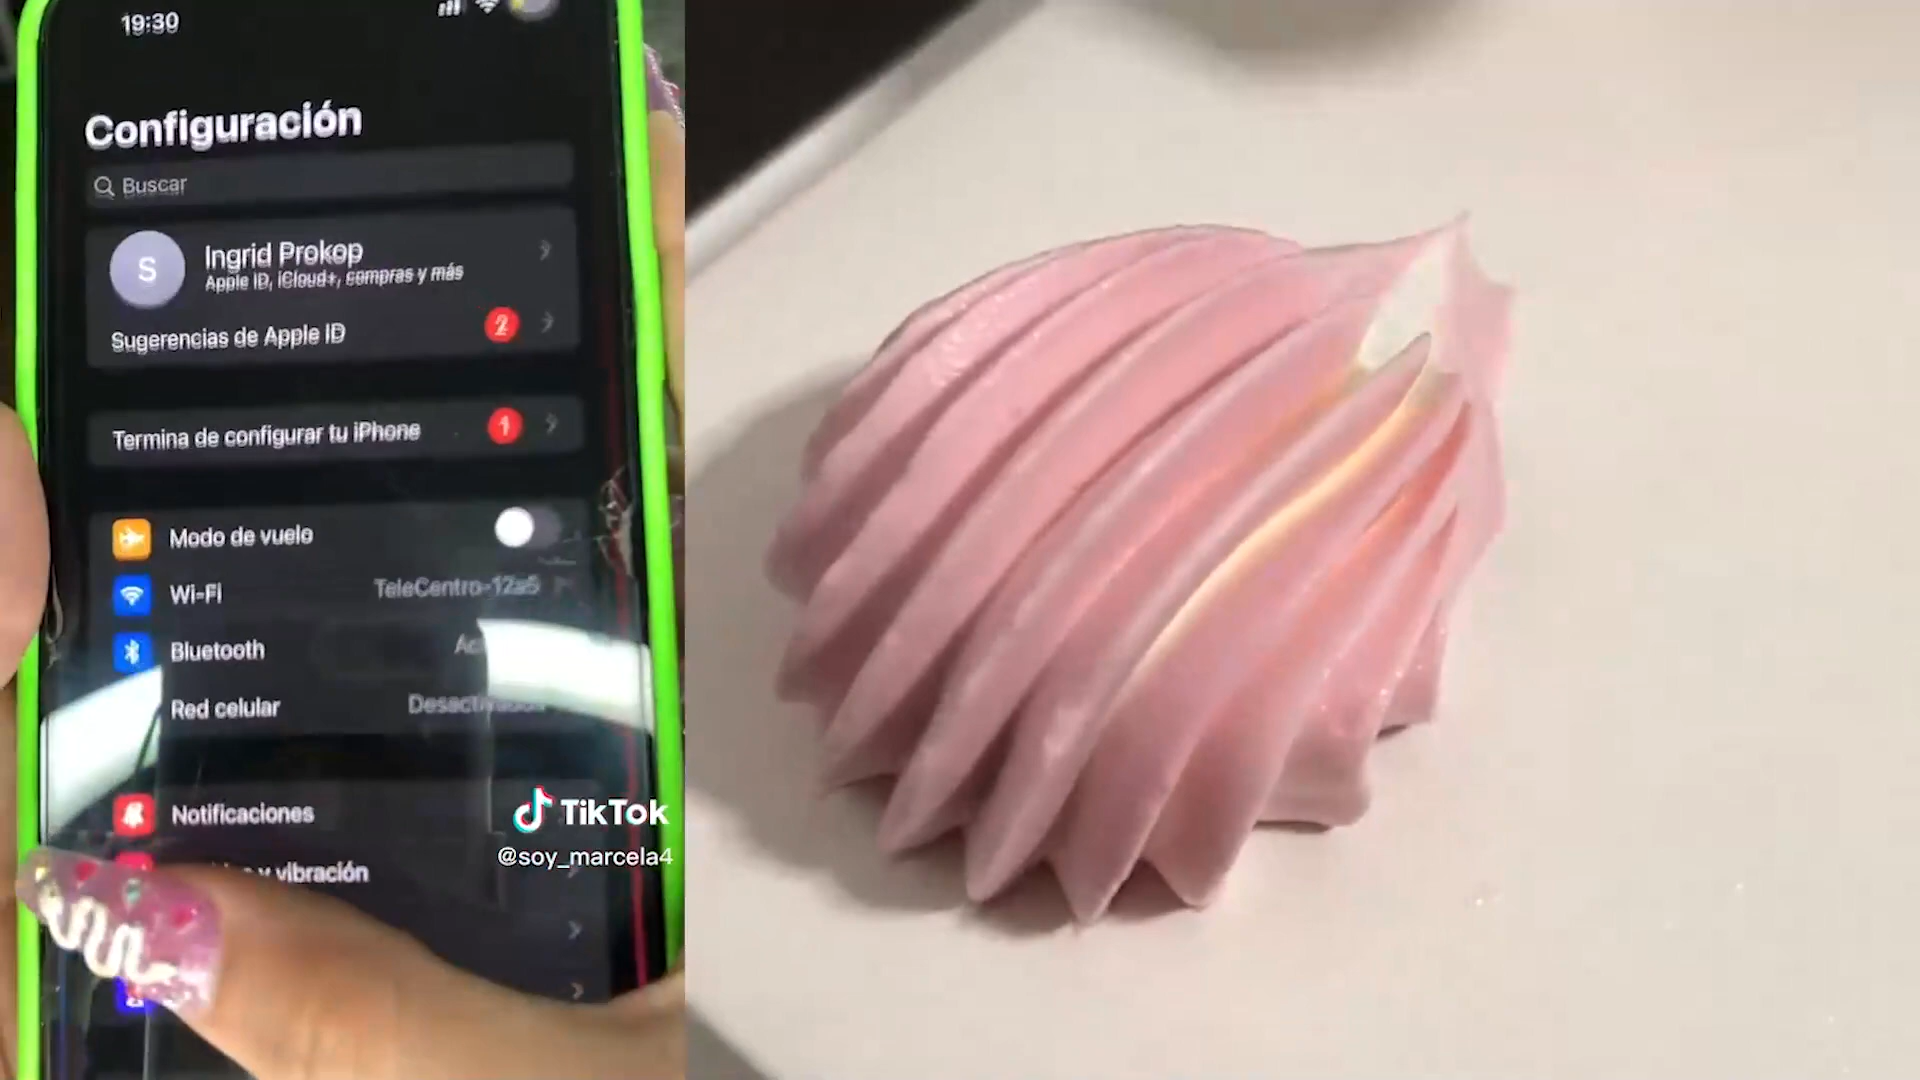 19:30
Configuración
Buscar
S
Ingrid Prokop
Apple ID, iCloud+, compras y más
Sugerencias de Apple ID
2
Termina de configurar tu iPhone
1
Modo de vuelo
Wi-Fi
TeleCentro-12a5
Bluetooth
Red celular
Notificaciones
y vibración
TikTok
@soy_marcela4